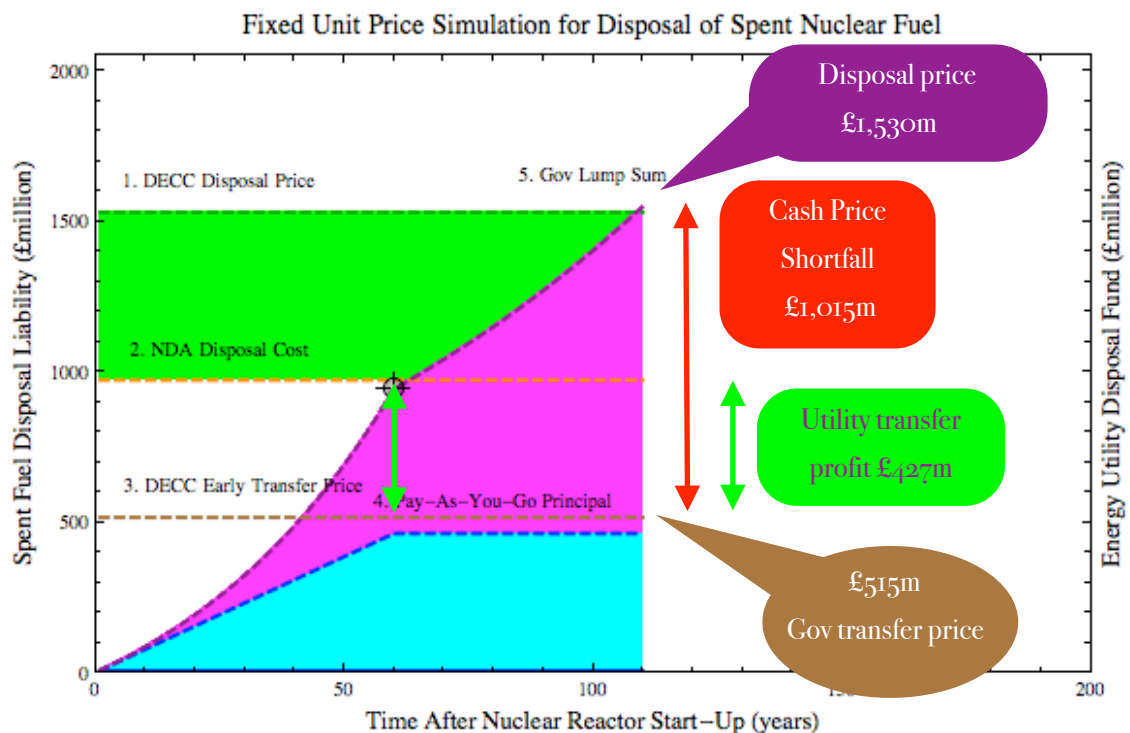 Fixed Unit Price Simulation for Disposal of Spent Nuclear Fuel
Spent Fuel Disposal Liability (£million)
Energy Utility Disposal Fund (£million)
2000
1500
1000
500
0
1. DECC Disposal Price
5. Gov Lump Sum
2. NDA Disposal Cost
3. DECC Early Transfer Price
4. Pay-As-You-Go Principal
Disposal price
£1,530m
Cash Price
Shortfall
£1,015m
Utility transfer
profit £427m
£515m
Gov transfer price
0
50
100
200
Time After Nuclear Reactor Start-Up (years)